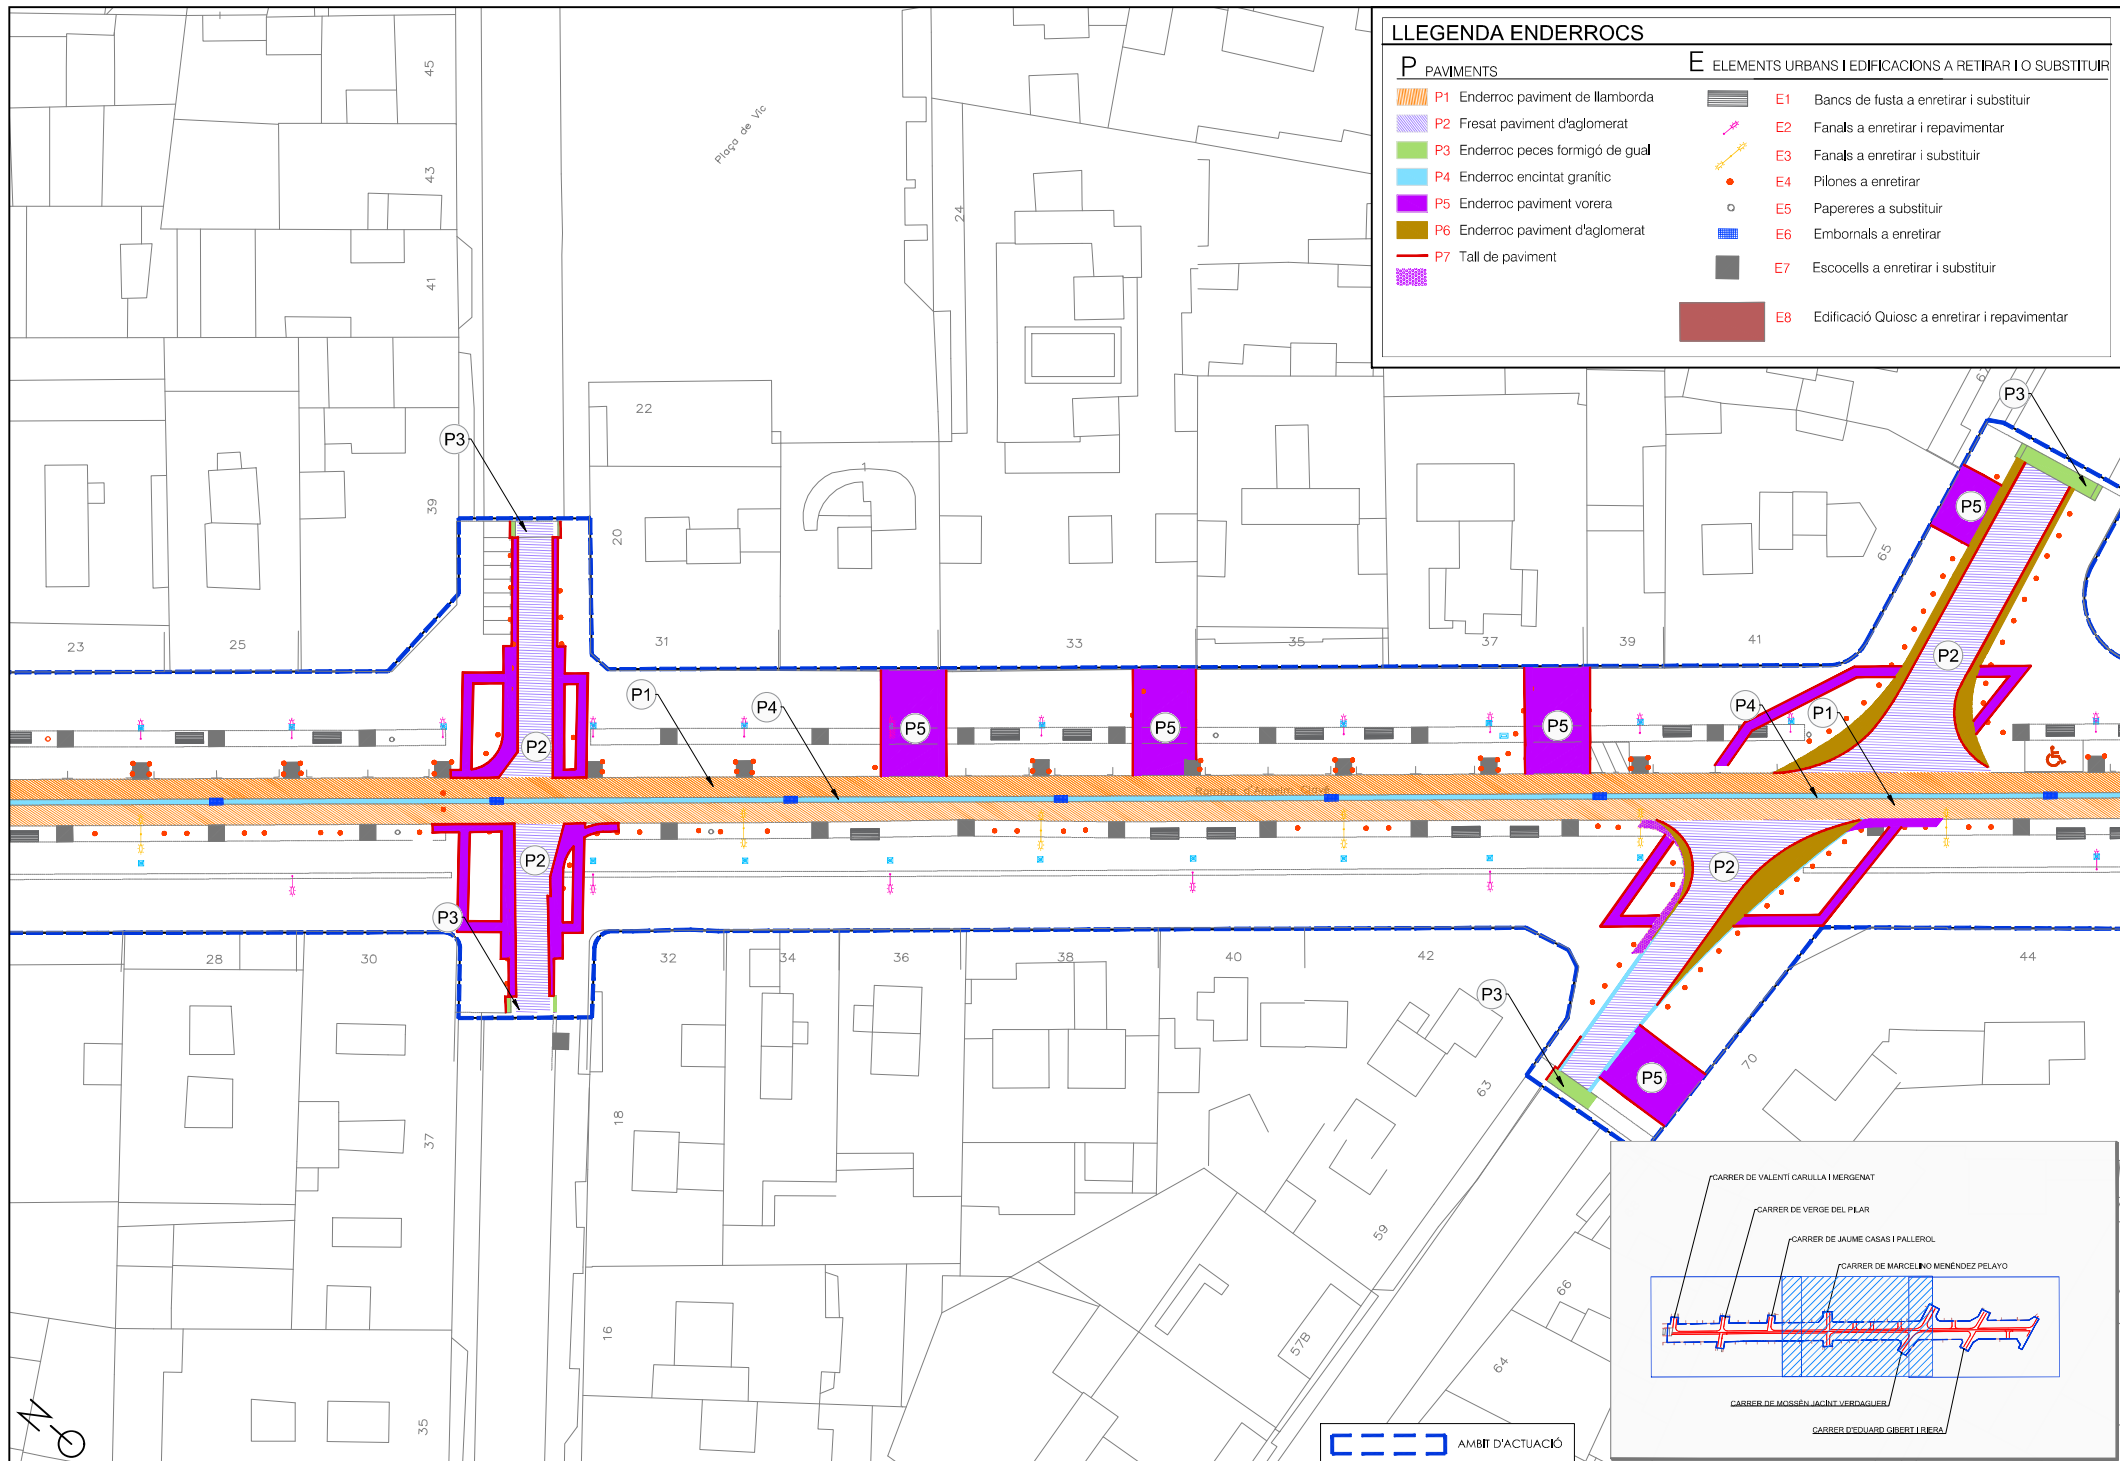 LLEGENDA ENDERROCS
P PAVIMENTS
P1 Enderroc paviment de llamborda
P2 Fresat paviment d'aglomerat
P3 Enderroc peces formigó de gual
P4 Enderroc encintat granític
P5 Enderroc paviment vorera
P6 Enderroc paviment d'aglomerat
P7 Tall de paviment
E ELEMENTS URBANS I EDIFICACIONS A RETIRAR I O SUBSTITUIR
E1 Bancs de fusta a enretirar i substituir
E2 Fanals a enretirar i repavimentar
E3 Fanals a enretirar i substituir
E4 Pilones a enretirar
E5 Papereres a substituir
E6 Embornals a enretirar
E7 Escocells a enretirar i substituir
E8 Edificació Quiosc a enretirar i repavimentar
45
43
41
39
Plaça de Vic
24
22
1
20
P3
P3
P5
65
23
25
31
33
35
37
39
41
P2
P1
P4
P5
P5
P5
P4
P1
P2
Rambla d'Anselm Clavé
P2
P2
P3
28
30
32
34
36
38
40
42
44
P3
P5
70
63
18
37
59
66
16
57B
64
35
N
CARRER DE VALENTÍ CARULLA I MERGENAT
CARRER DE VERGE DEL PILAR
CARRER DE JAUME CASAS I PALLEROL
CARRER DE MARCELINO MENÉNDEZ PELAYO
CARRER DE MOSSÈN JACINT VERDAGUER
CARRER D'EDUARD GIBERT I RIERA
AMBIT D'ACTUACIÓ